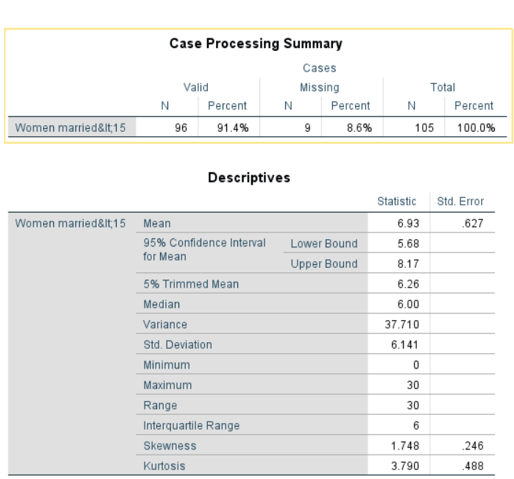 Case Processing Summary
Cases
Valid Missing Total
N Percent N Percent N Percent
Women married&lt;15 96 91.4% 9 8.6% 105 100.0%
Descriptives
Statistic Std. Error
Women married&lt;15 Mean 6.93 .627
95% Confidence Interval for Mean Lower Bound 5.68
Upper Bound 8.17
5% Trimmed Mean 6.26
Median 6.00
Variance 37.710
Std. Deviation 6.141
Minimum 0
Maximum 30
Range 30
Interquartile Range 6
Skewness 1.748 .246
Kurtosis 3.790 .488